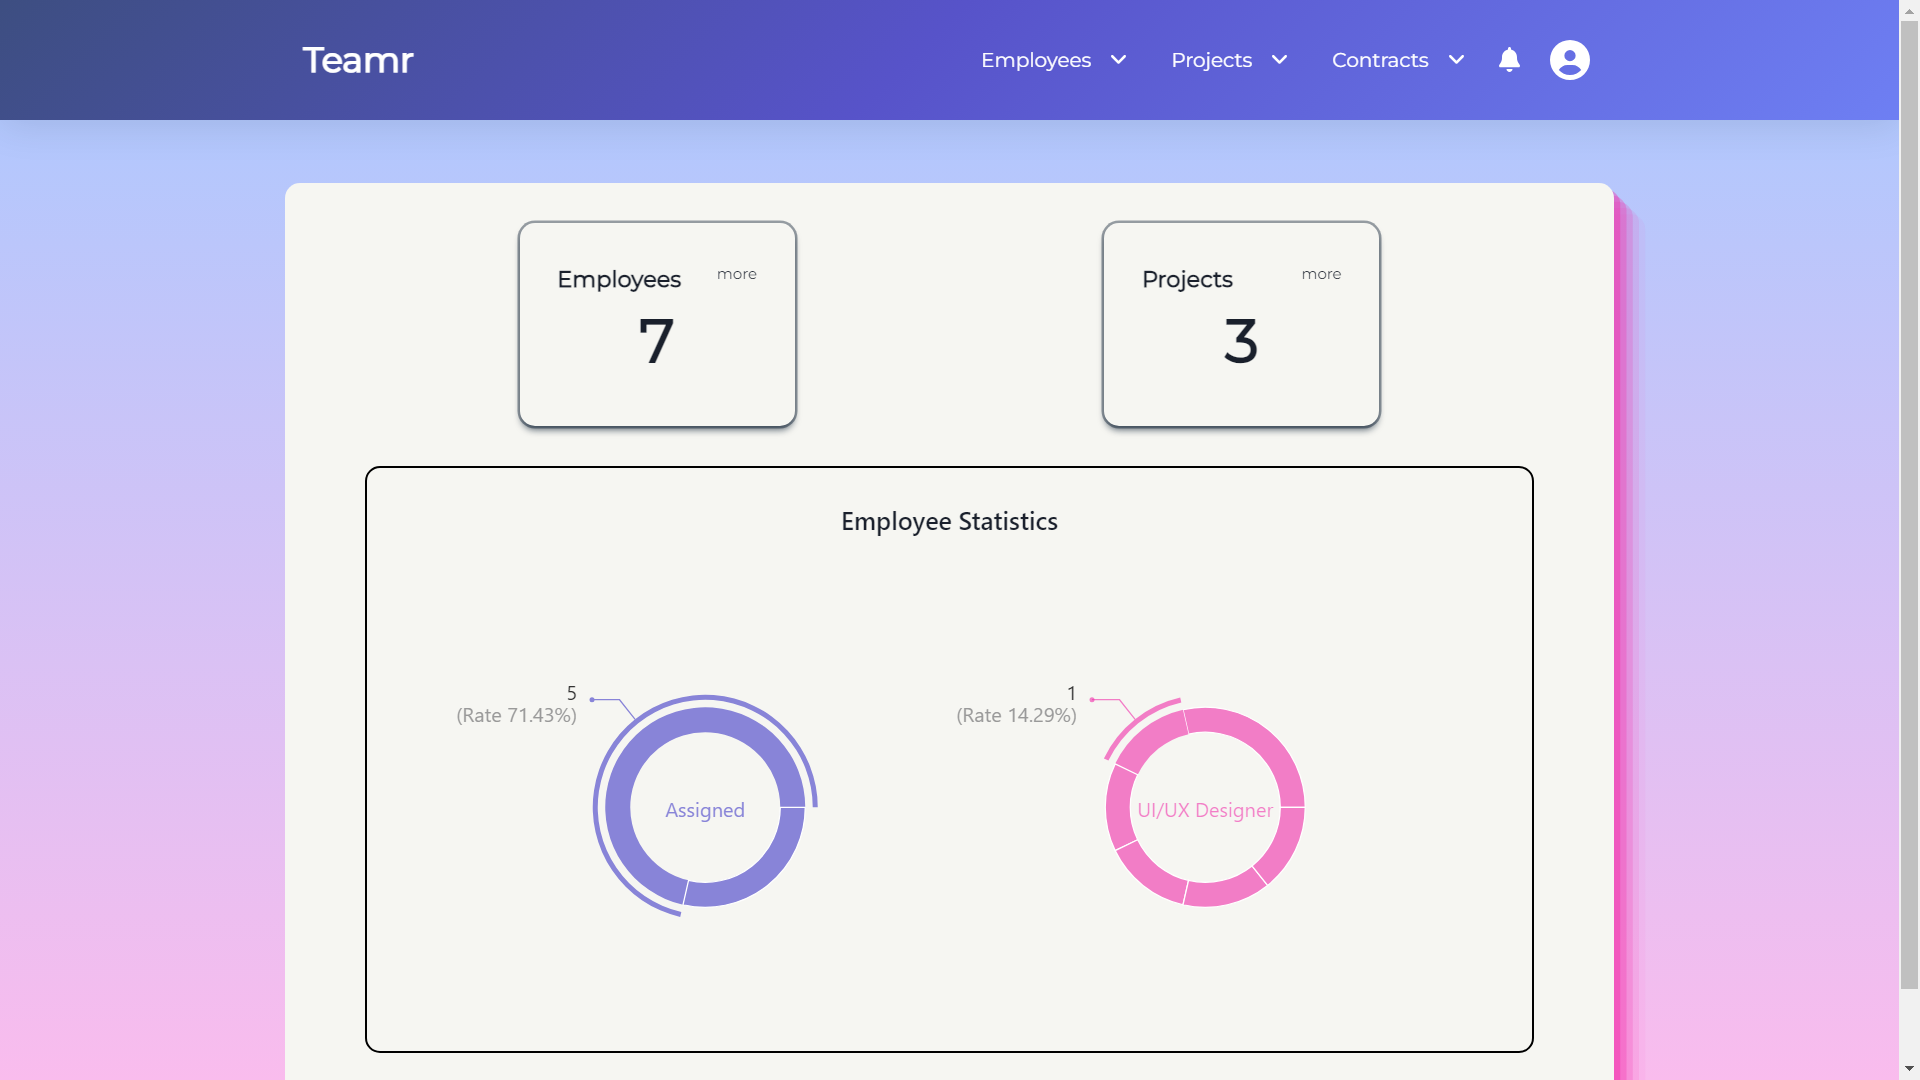 Teamr
Employees
Projects
Contracts
Employees more
7
Projects more
3
Employee Statistics
5
(Rate 71.43%)
Assigned
1
(Rate 14.29%)
UI/UX Designer